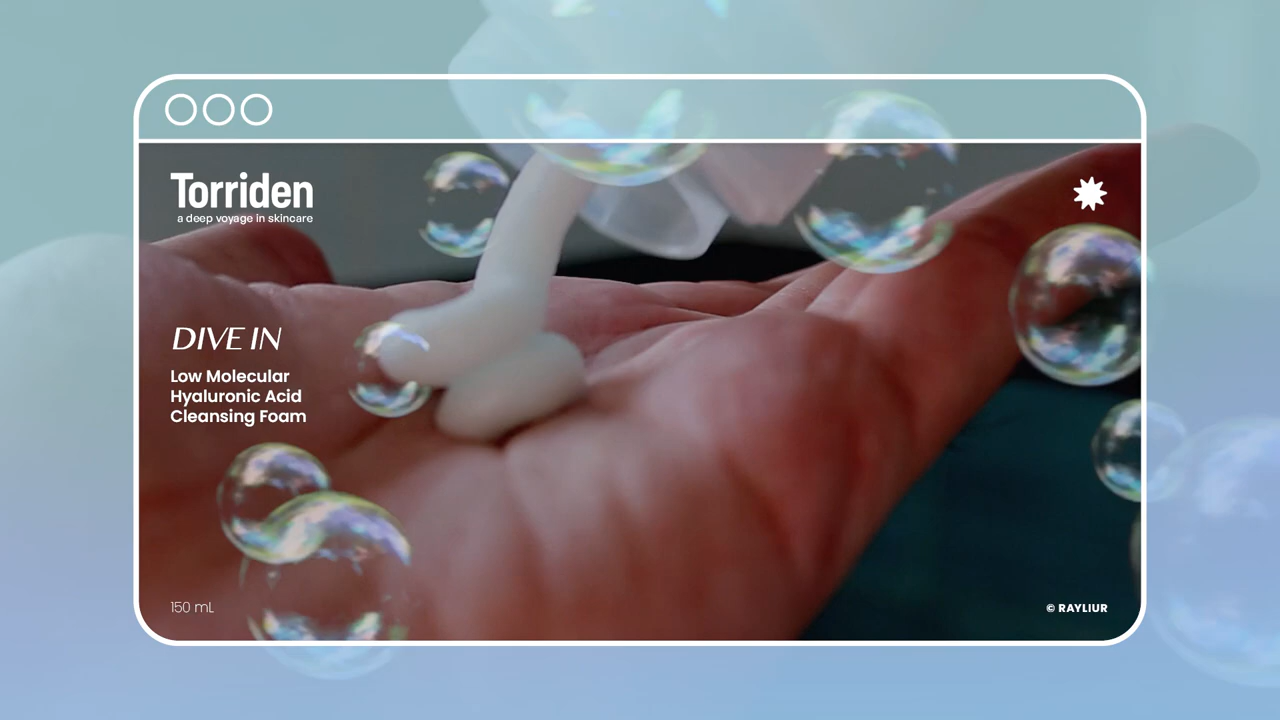 Torriden
a deep voyage in skincare
DIVE IN
Low Molecular
Hyaluronic Acid
Cleansing Foam
150 mL
© RAYLIUR